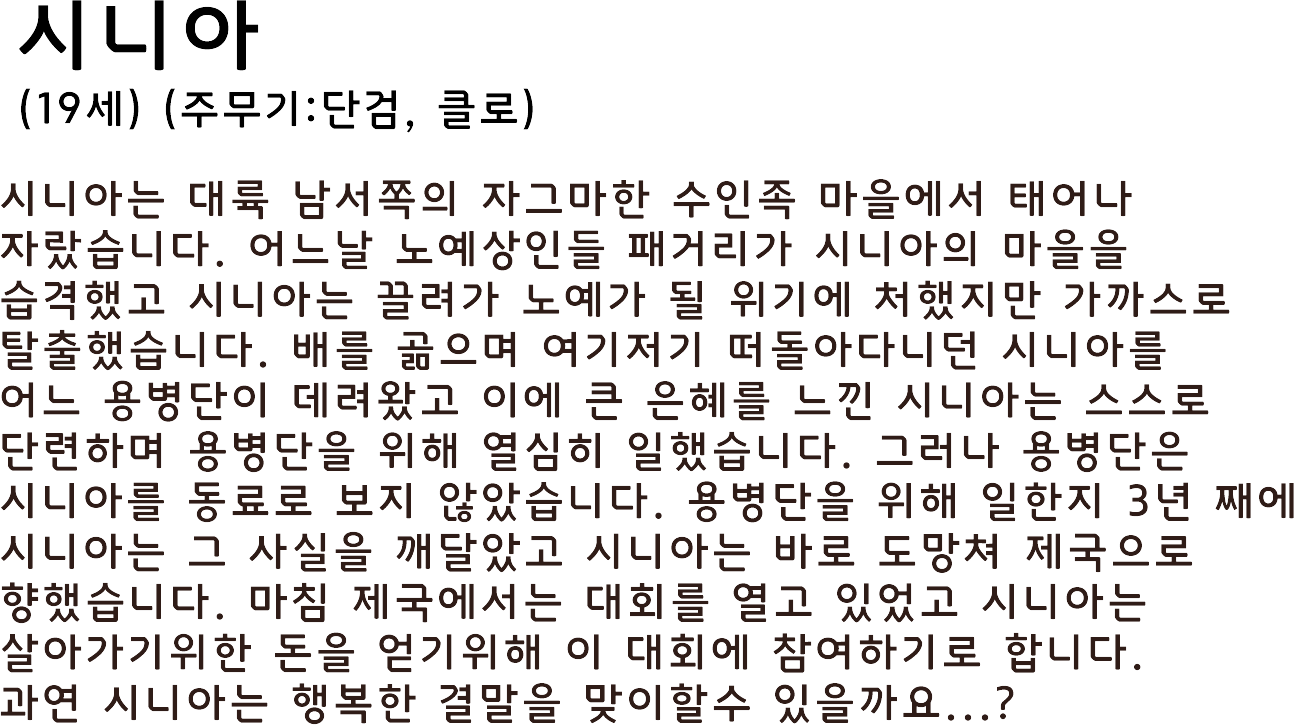 시니아
(19세) (주무기:단검, 클로)
시니아는 대륙 남서쪽의 자그마한 수인족 마을에서 태어나
자랐습니다. 어느날 노예상인들 패거리가 시니아의 마을을
습격했고 시니아는 끌려가 노예가 될 위기에 처했지만 가까스로
탈출했습니다. 배를 곪으며 여기저기 떠돌아다니던 시니아를
어느 용병단이 데려왔고 이에 큰 은혜를 느낀 시니아는 스스로
단련하며 용병단을 위해 열심히 일했습니다. 그러나 용병단은
시니아를 동료로 보지 않았습니다. 용병단을 위해 일한지 3년 째에
시니아는 그 사실을 깨달았고 시니아는 바로 도망쳐 제국으로
향했습니다. 마침 제국에서는 대회를 열고 있었고 시니아는
살아가기위한 돈을 얻기위해 이 대회에 참여하기로 합니다.
과연 시니아는 행복한 결말을 맞이할수 있을까요...?